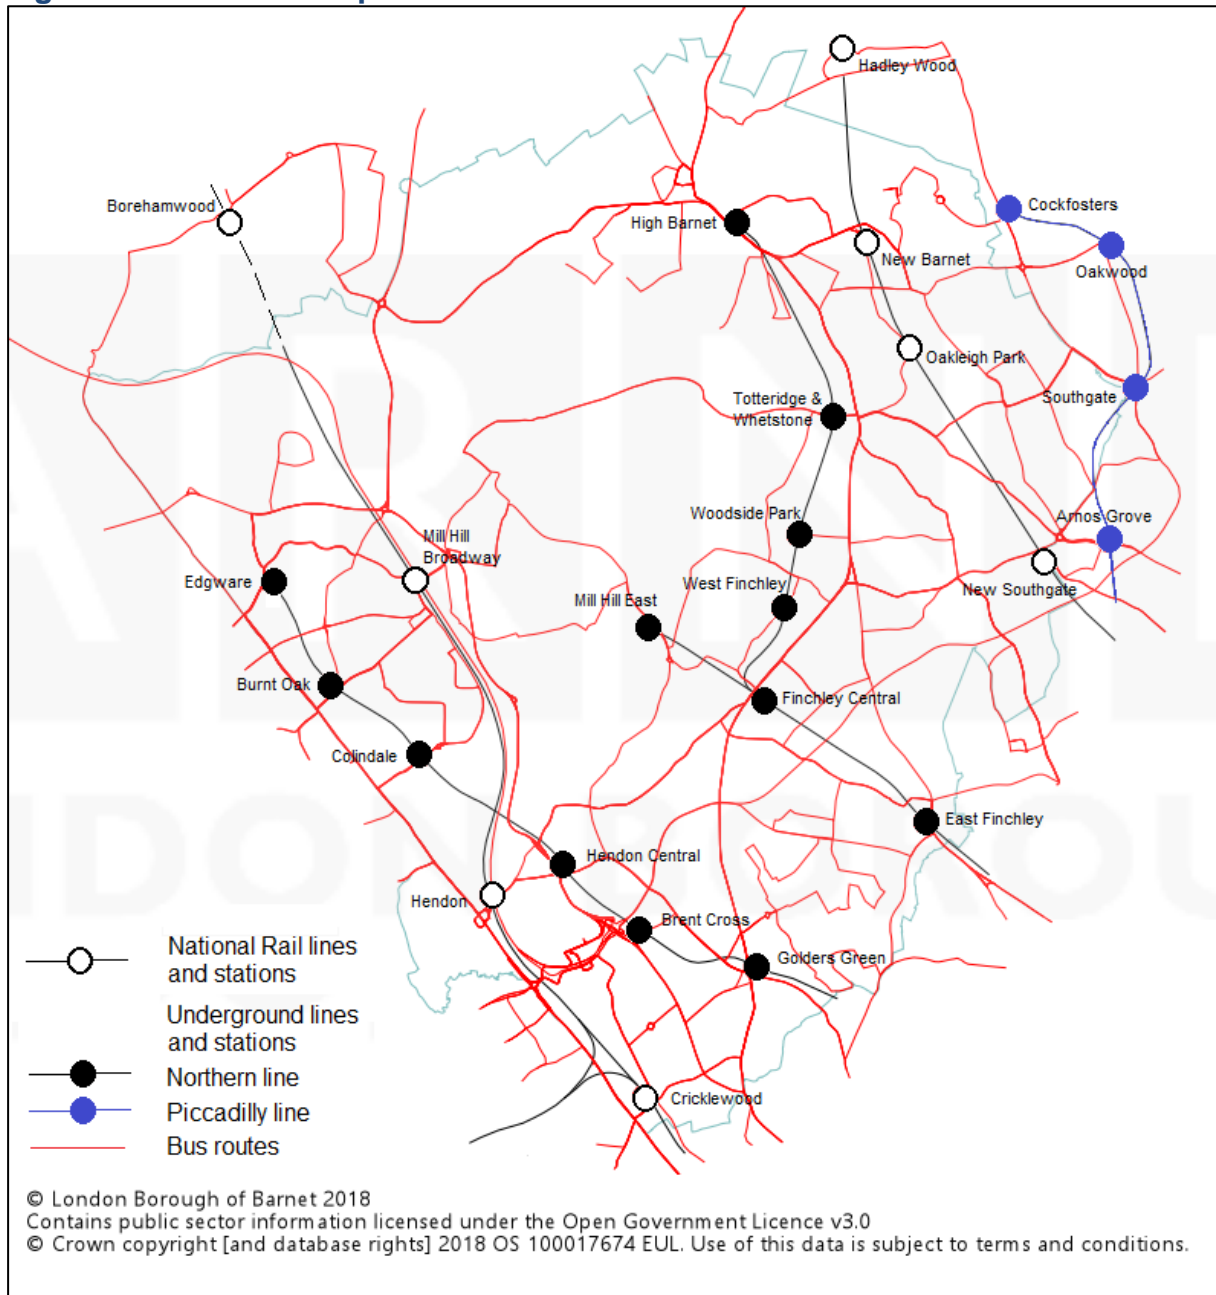 Hadley Wood
Borehamwood
Cockfosters
High Barnet
New Barnet
Oakwood
Oakleigh Park
Totteridge &
Whetstone
Southgate
Woodside Park
Arnos Grove
Mill Hill
Broadway
Edgware
West Finchley
New Southgate
Mill Hill East
Burnt Oak
Finchley Central
Colindale
East Finchley
Hendon Central
Hendon
Brent Cross
Golders Green
Cricklewood
National Rail lines
and stations
Underground lines
and stations
Northern line
Piccadilly line
Bus routes
© London Borough of Barnet 2018
Contains public sector information licensed under the Open Government Licence v3.0
© Crown copyright [and database rights] 2018 OS 100017674 EUL. Use of this data is subject to terms and conditions.